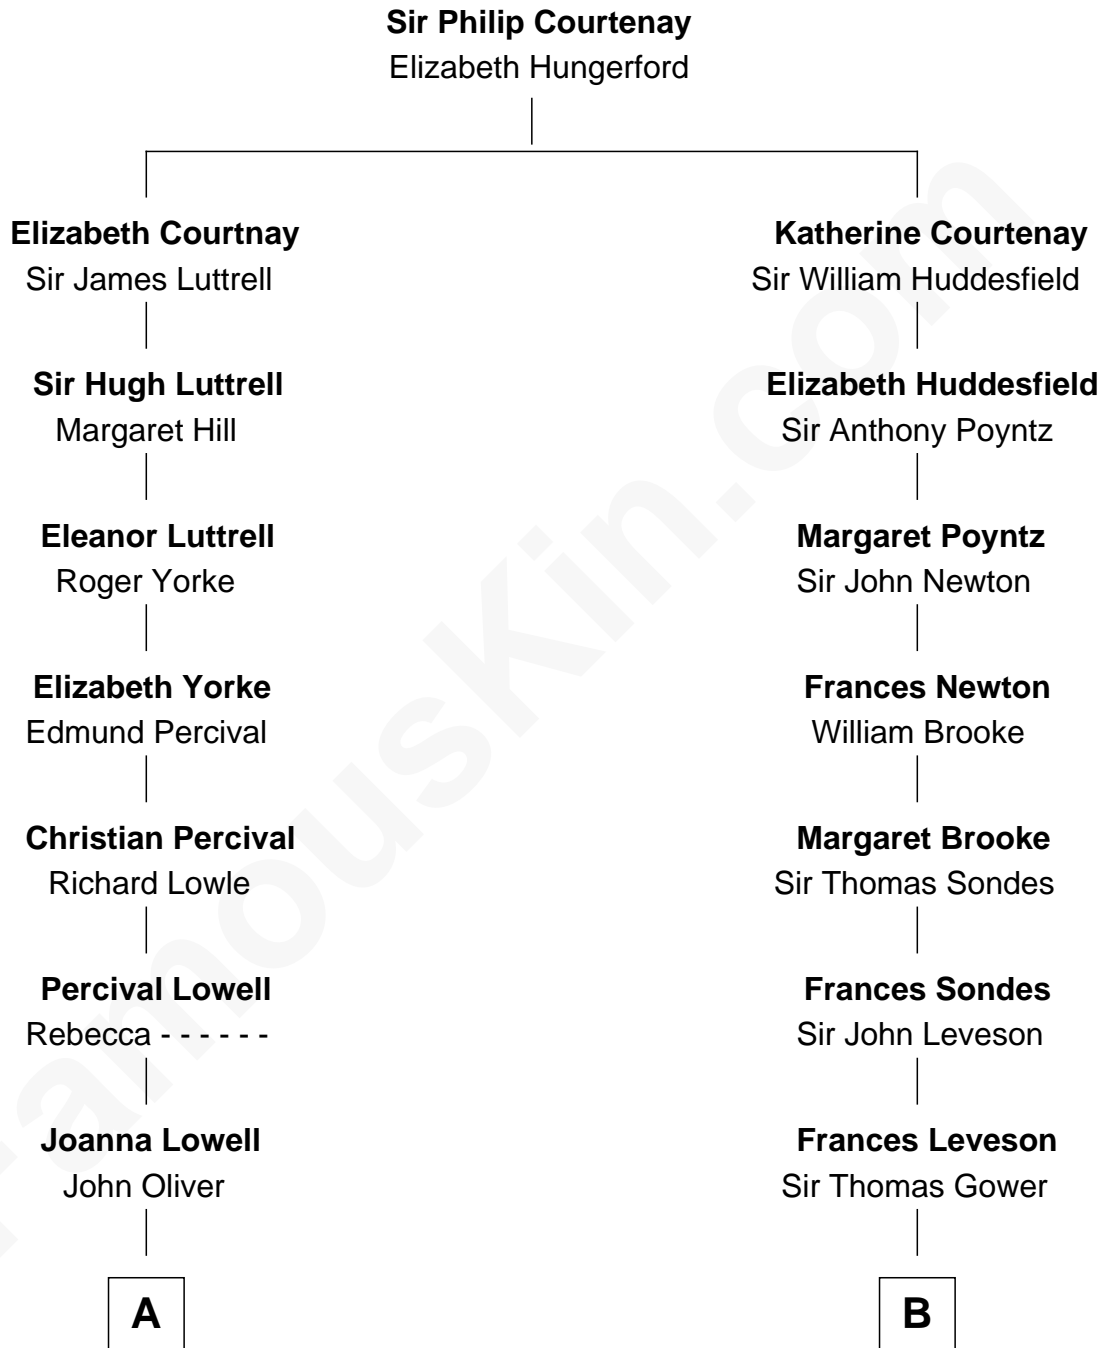 Sir Philip Courtenay
Elizabeth Hungerford
Elizabeth Courtnay
Sir James Luttrell
Katherine Courtenay
Sir William Huddesfield
Sir Hugh Luttrell
Margaret Hill
Elizabeth Huddesfield
Sir Anthony Poyntz
Eleanor Luttrell
Roger Yorke
Margaret Poyntz
Sir John Newton
Elizabeth Yorke
Edmund Percival
Frances Newton
William Brooke
Christian Percival
Richard Lowle
Margaret Brooke
Sir Thomas Sondes
Percival Lowell
Rebecca - - - - - -
Frances Sondes
Sir John Leveson
Joanna Lowell
John Oliver
Frances Leveson
Sir Thomas Gower
A
B
FamousKin.com